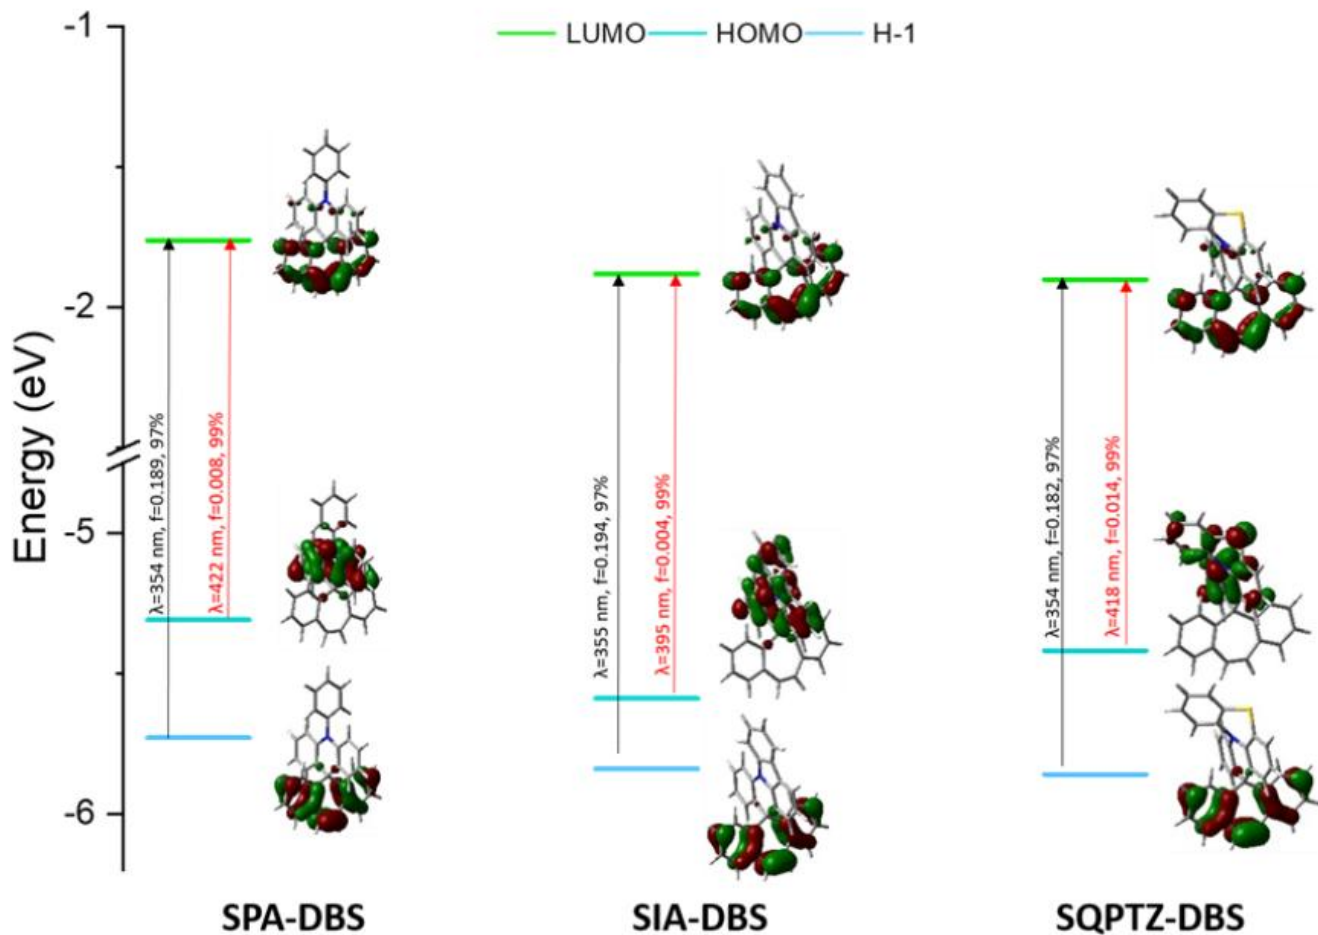 LUMO HOMO H-1
Energy (eV)
-1
-2
-5
-6
λ=354 nm, f=0.189, 97%
λ=422 nm, f=0.008, 99%
λ=355 nm, f=0.194, 97%
λ=395 nm, f=0.004, 99%
λ=354 nm, f=0.182, 97%
λ=418 nm, f=0.014, 99%
SPA-DBS SIA-DBS SQPTZ-DBS